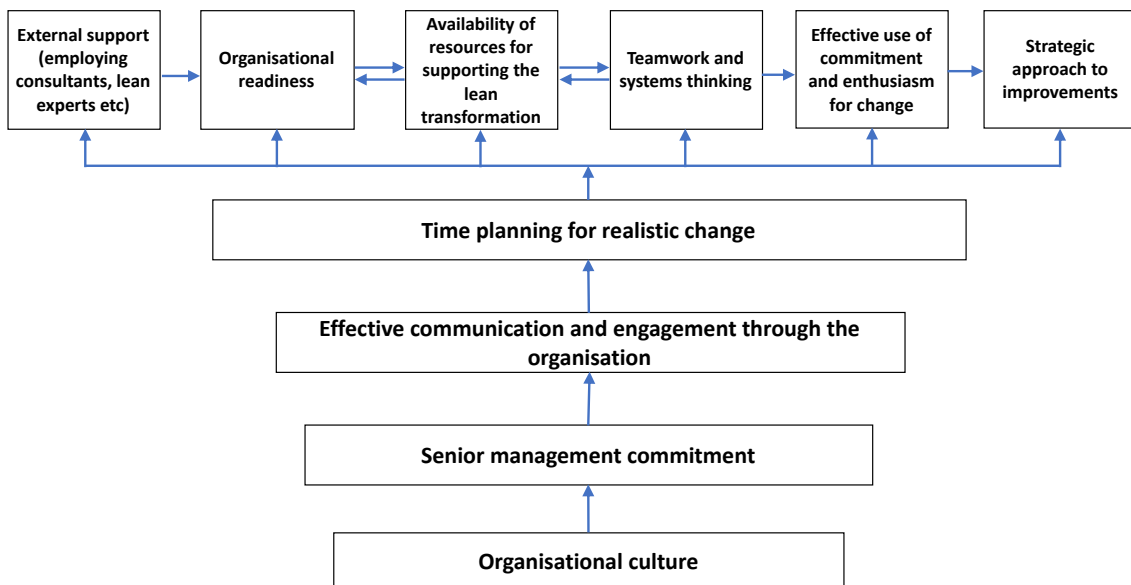 External support
(employing
consultants, lean
experts etc)
Organisational
readiness
Availability of
resources for
supporting the
lean
transformation
Teamwork and
systems thinking
Effective use of
commitment
and enthusiasm
for change
Strategic
approach to
improvements
Time planning for realistic change
Effective communication and engagement through the
organisation
Senior management commitment
Organisational culture